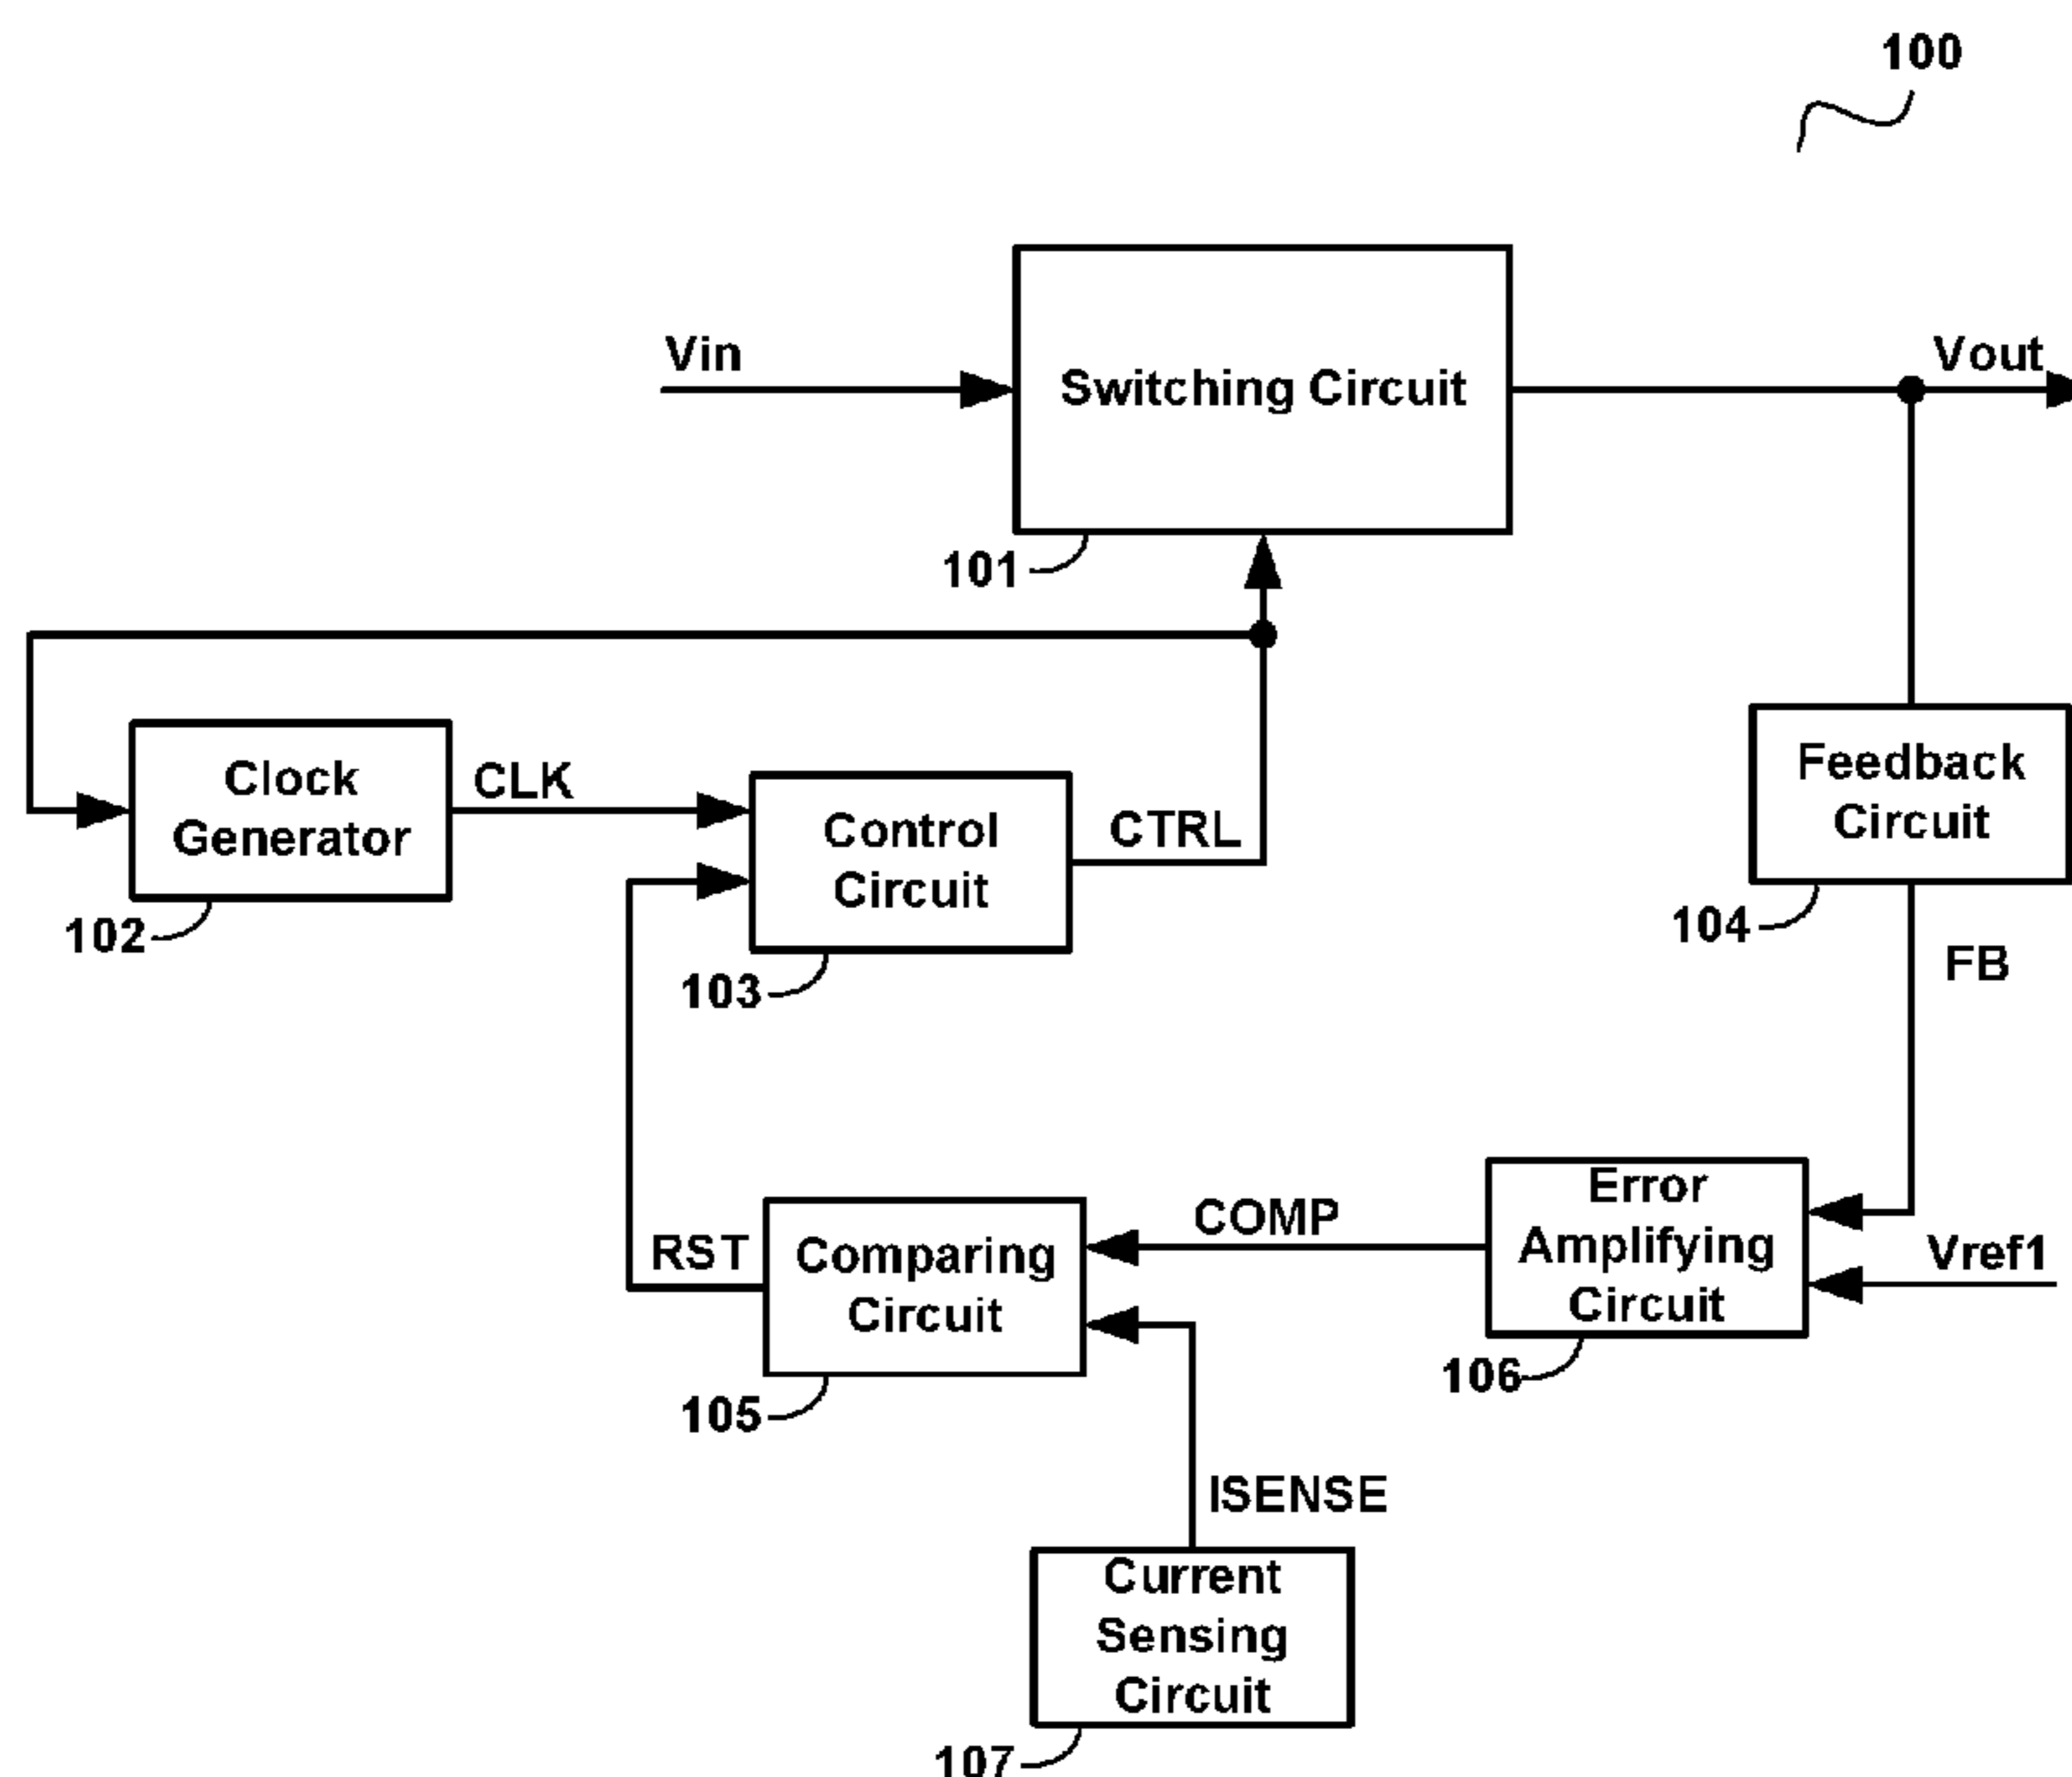 100
Vin
Switching Circuit
Vout
101
Clock
Generator
CLK
Control
Circuit
CTRL
Feedback
Circuit
102
103
104
FB
Error
Amplifying
Circuit
COMP
RST
Comparing
Circuit
Vref1
106
105
ISENSE
Current
Sensing
Circuit
107